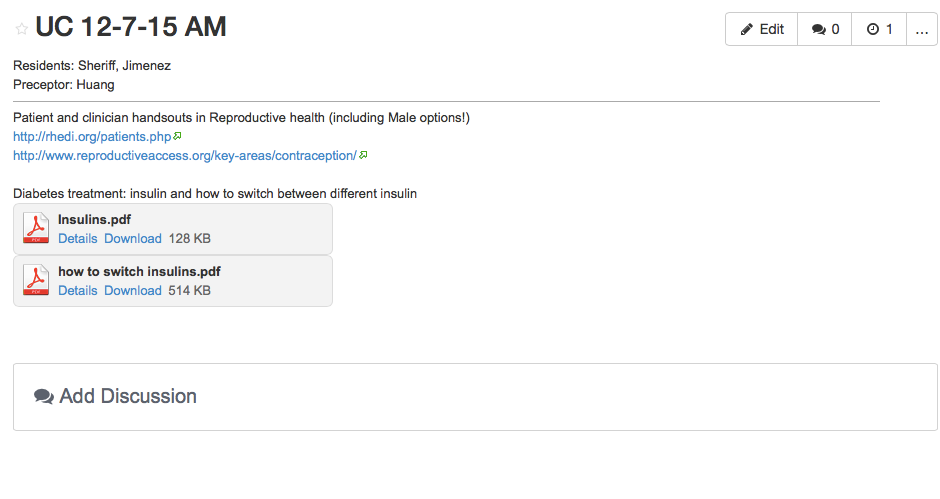 UC 12-7-15 AM
Edit 0 1 ...
Residents: Sheriff, Jimenez
Preceptor: Huang
Patient and clinician handsouts in Reproductive health (including Male options!)
http://rhedi.org/patients.php
http://www.reproductiveaccess.org/key-areas/contraception/
Diabetes treatment: insulin and how to switch between different insulin
Insulins.pdf
PDF
Details Download 128 KB
how to switch insulins.pdf
PDF
Details Download 514 KB
Add Discussion